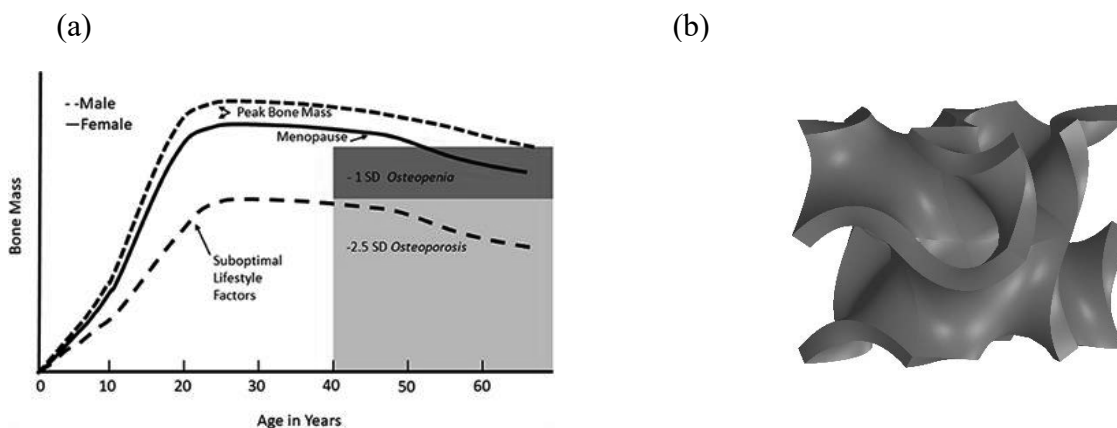 (a)
(b)
--Male
—Female
Peak Bone Mass
Menopause
- 1 SD Osteopenia
-2.5 SD Osteoporosis
Suboptimal
Lifestyle
Factors
Bone Mass
0 10 20 30 40 50 60
Age in Years